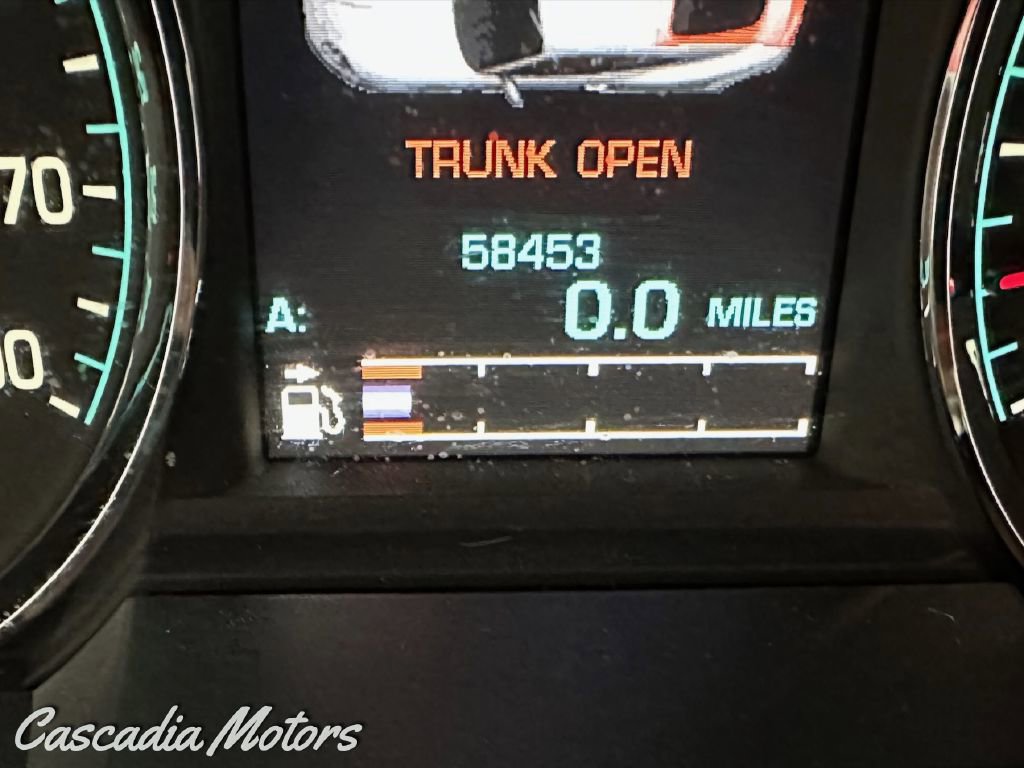 TRUNK OPEN
58453
A: 0.0 MILES
70
Cascadia Motors